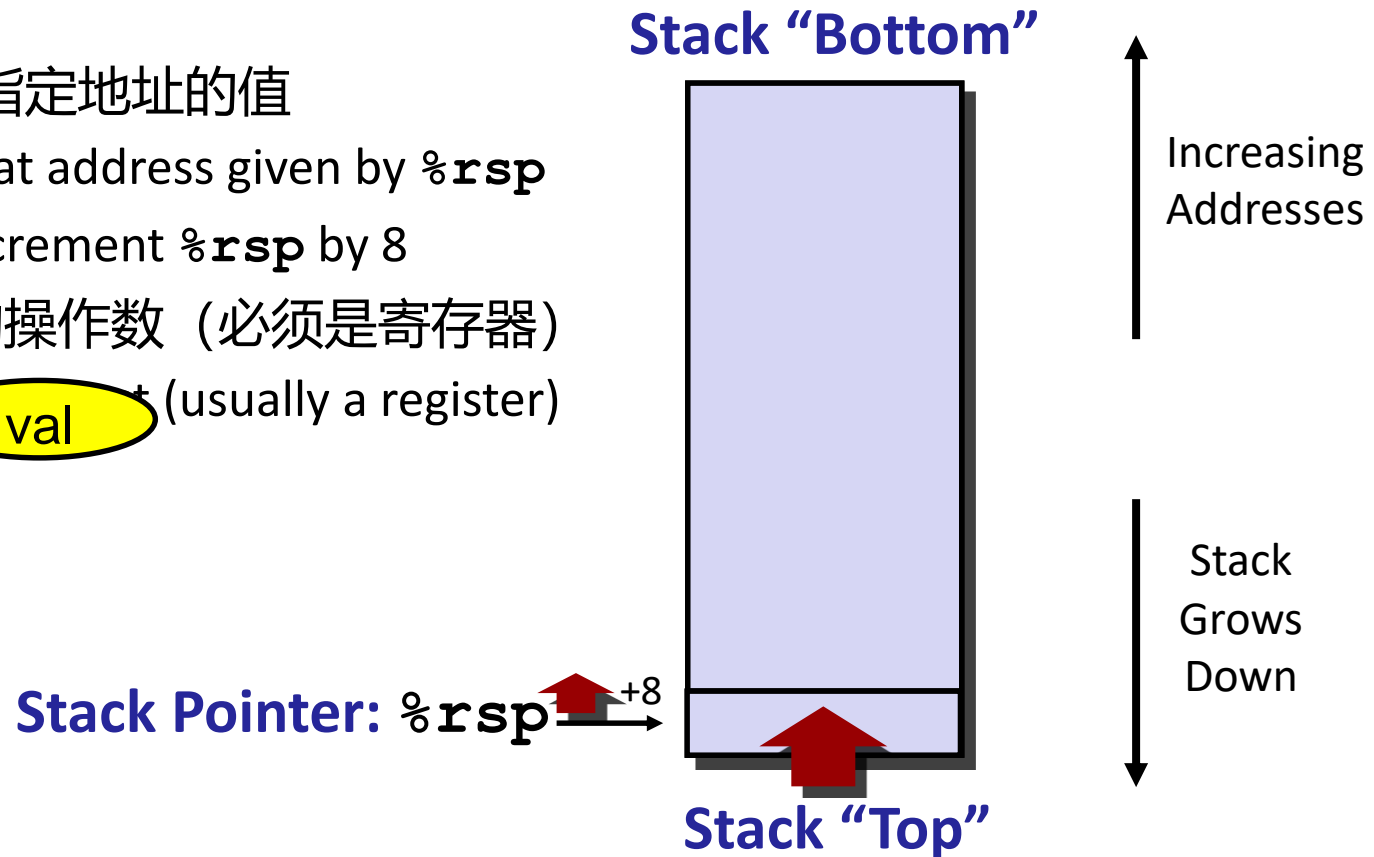 Stack “Bottom”
指定地址的值
at address given by %rsp
crement %rsp by 8
操作数（必须是寄存器）
(usually a register)
val
Increasing
Addresses
Stack
Grows
Down
Stack Pointer: %rsp
+8
Stack “Top”